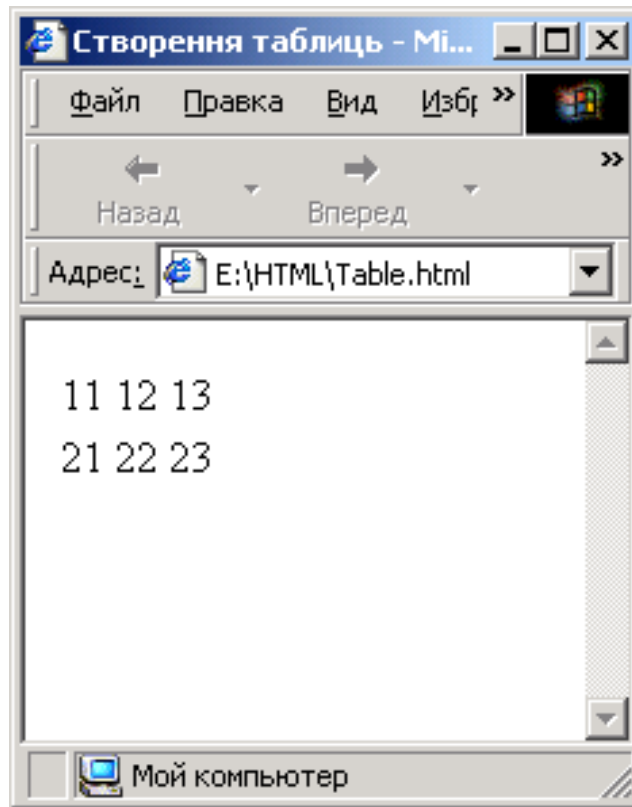 Створення таблиць - Mi...
Файл Правка Вид Избр »
Назад Вперед »
Адрес: E:\HTML\Table.html
11 12 13
21 22 23
Мой компьютер